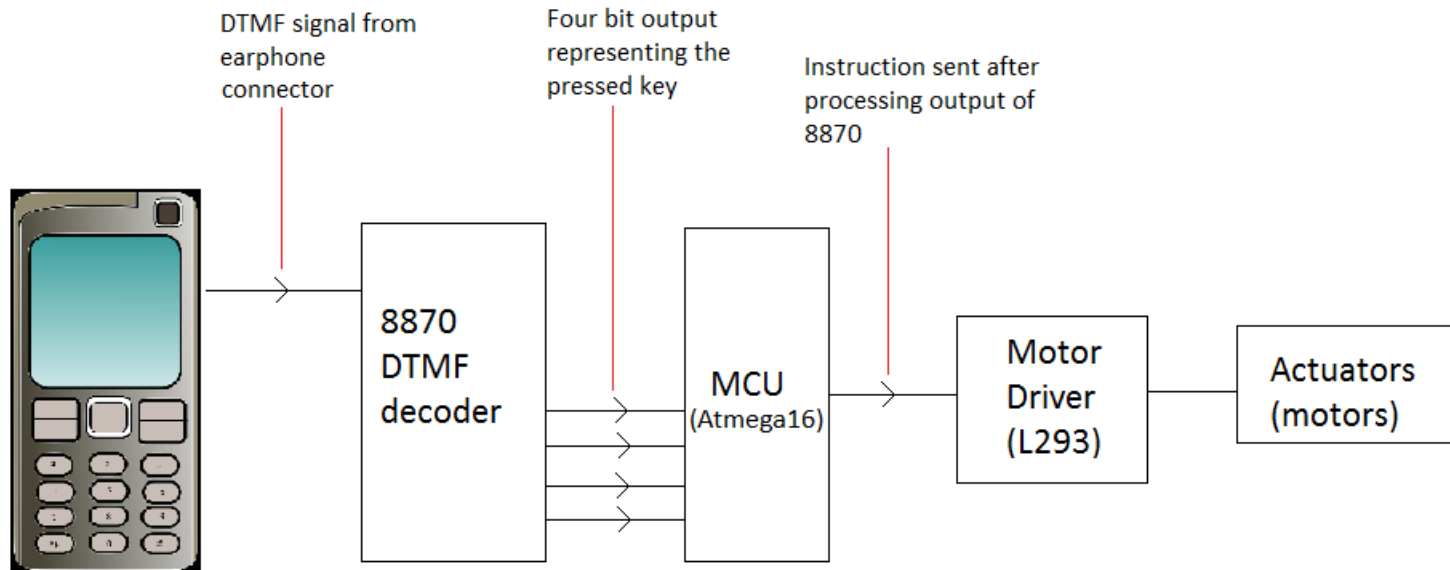 DTMF signal from
earphone
connector
Four bit output
representing the
pressed key
Instruction sent after
processing output of
8870
8870
DTMF
decoder
MCU
(Atmega16)
Motor
Driver
(L293)
Actuators
(motors)